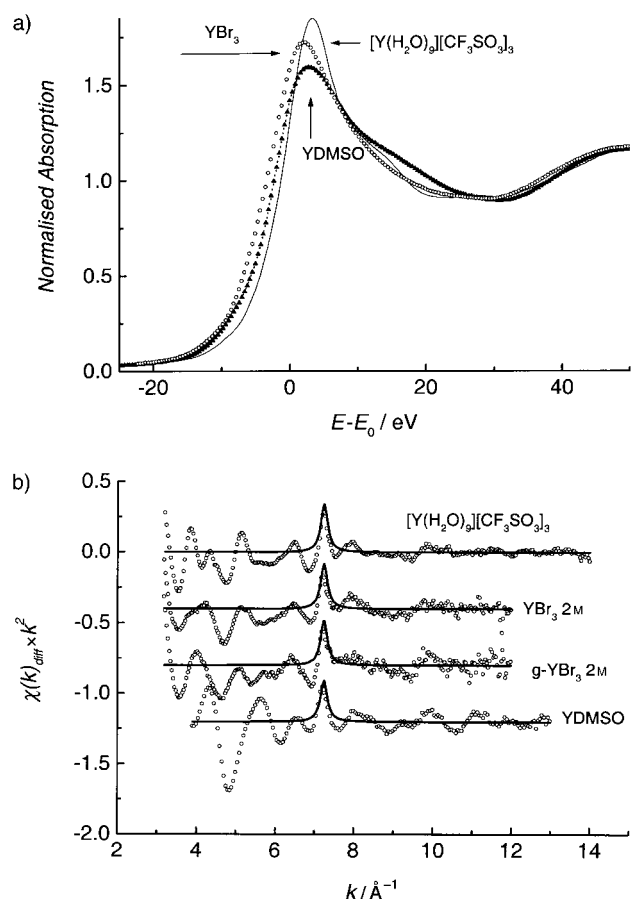 a)
YBr₃
[Y(H₂O)₉][CF₃SO₃]₃
YDMSO
Normalised Absorption
1.5
1.0
0.5
0.0
-20 0 20 40
E-E₀ / eV
b)
0.5
0.0
-0.5
-1.0
-1.5
-2.0
χ(k)diff × k²
[Y(H₂O)₉][CF₃SO₃]₃
YBr₃ 2M
g-YBr₃ 2M
YDMSO
2 4 6 8 10 12 14
k / Å⁻¹